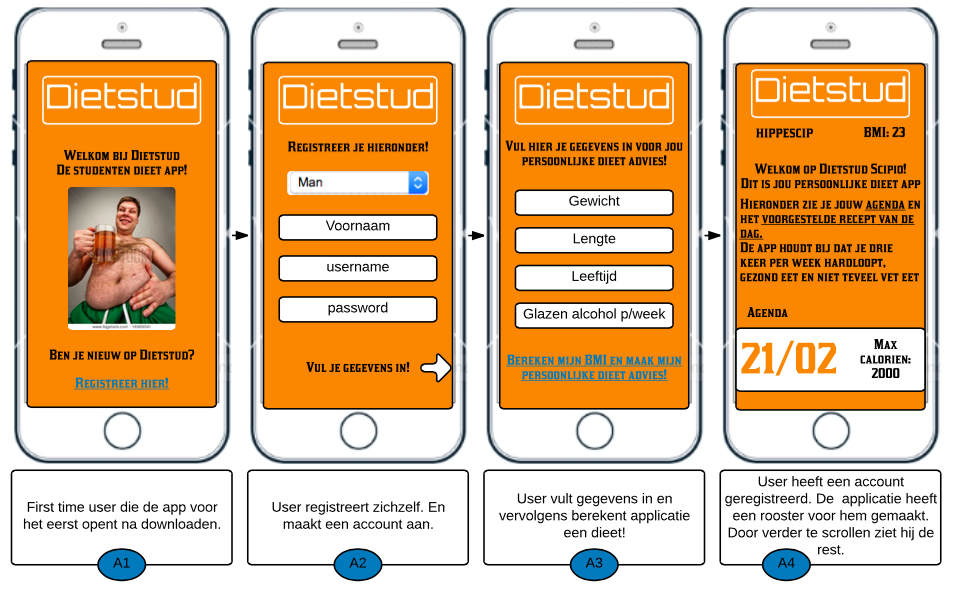 Dietstud
Welkom bij Dietstud
De studenten dieet app!
Ben je nieuw op Dietstud?
Registreer hier!
First time user die de app voor
het eerst opent na downloaden.
A1
Dietstud
Registreer je hieronder!
Man
Voornaam
username
password
Vul je gegevens in!
User registreert zichzelf. En
maakt een account aan.
A2
Dietstud
Vul hier je gegevens in voor jou
persoonlijke dieet advies!
Gewicht
Lengte
Leeftijd
Glazen alcohol p/week
Bereken mijn BMI en maak mijn
persoonlijke dieet advies!
User vult gegevens in en
vervolgens berekent applicatie
een dieet!
A3
Dietstud
hippescip BMI: 23
Welkom op Dietstud Scipio!
Dit is jou persoonlijke dieet app
Hieronder zie je jouw agenda en
het voorgestelde recept van de
dag.
De app houdt bij dat je drie
keer per week hardloopt,
gezond eet en niet teveel vet eet
Agenda
21/02
Max
calorien:
2000
User heeft een account
geregistreerd. De applicatie heeft
een rooster voor hem gemaakt.
Door verder te scrollen ziet hij de
rest.
A4